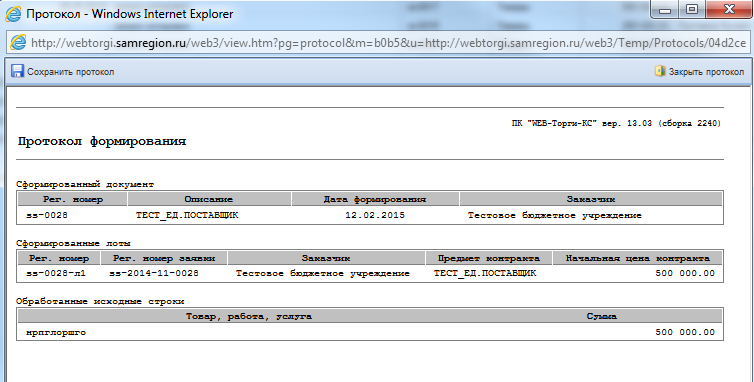 Протокол - Windows Internet Explorer
http://webtorgi.samregion.ru/web3/view.htm?pg=protocol&m=b0b5&u=http://webtorgi.samregion.ru/web3/Temp/Protocols/04d2ce
Сохранить протокол Закрыть протокол
ПК "WEB-Торги-КС" вер. 13.03 (сборка 2240)
Протокол формирования
Сформированный документ
Рег. номер Описание Дата формирования Заказчик
ss-0028 ТЕСТ_ЕД.ПОСТАВЩИК 12.02.2015 Тестовое бюджетное учреждение
Сформированные лоты
Рег. номер Рег. номер заявки Заказчик Предмет контракта Начальная цена контракта
ss-0028-л1 ss-2014-11-0028 Тестовое бюджетное учреждение ТЕСТ_ЕД.ПОСТАВЩИК 500 000.00
Обработанные исходные строки
Товар, работа, услуга Сумма
нрпглоршго 500 000.00